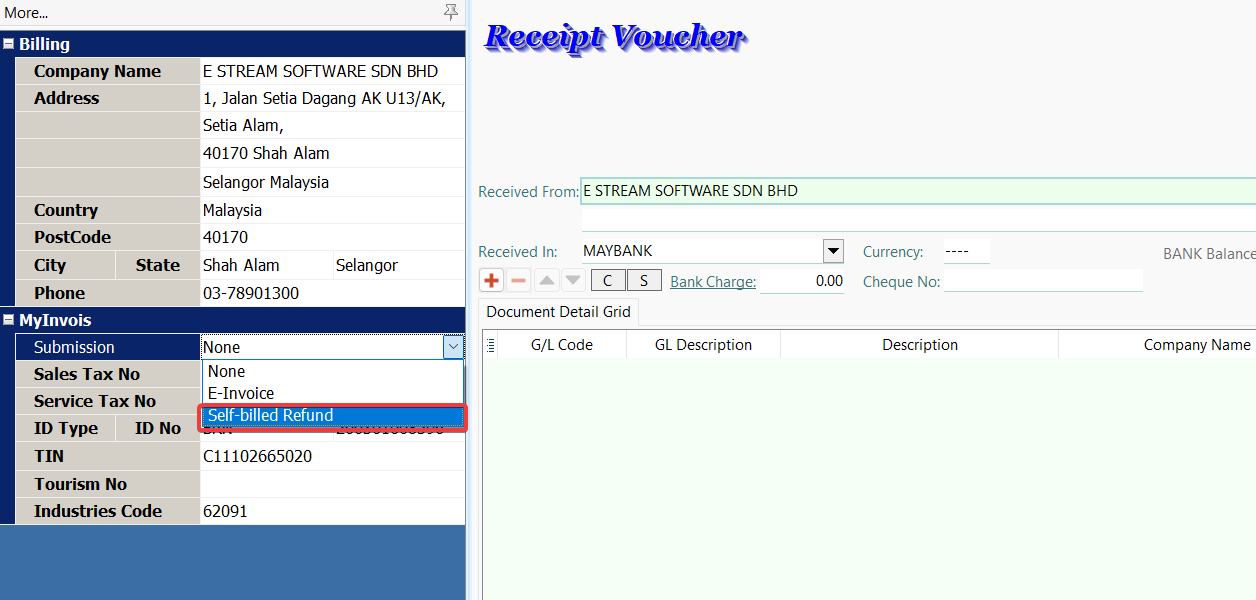 More...
Billing
Company Name E STREAM SOFTWARE SDN BHD
Address 1, Jalan Setia Dagang AK U13/AK,
Setia Alam,
40170 Shah Alam
Selangor Malaysia
Country Malaysia
PostCode 40170
City State Shah Alam Selangor
Phone 03-78901300
MyInvois
Submission None
None
E-Invoice
Self-billed Refund
Sales Tax No
Service Tax No
ID Type ID No
TIN C11102665020
Tourism No
Industries Code 62091
Receipt Voucher
Received From: E STREAM SOFTWARE SDN BHD
Received In: MAYBANK Currency: ---- BANK Balance
C S Bank Charge: 0.00 Cheque No:
Document Detail Grid
G/L Code GL Description Description Company Name